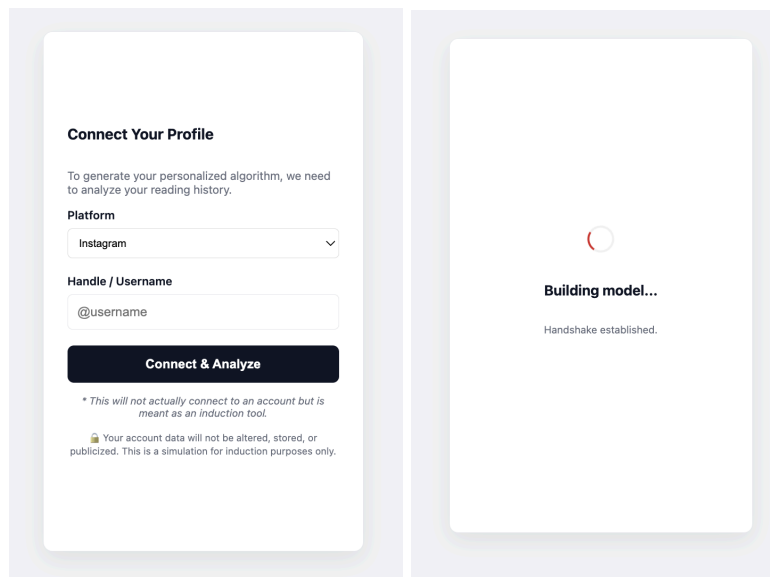 Connect Your Profile
To generate your personalized algorithm, we need
to analyze your reading history.
Platform
Instagram
Handle / Username
@username
Connect & Analyze
* This will not actually connect to an account but is
meant as an induction tool.
🔒 Your account data will not be altered, stored, or
publicized. This is a simulation for induction purposes only.
Building model...
Handshake established.